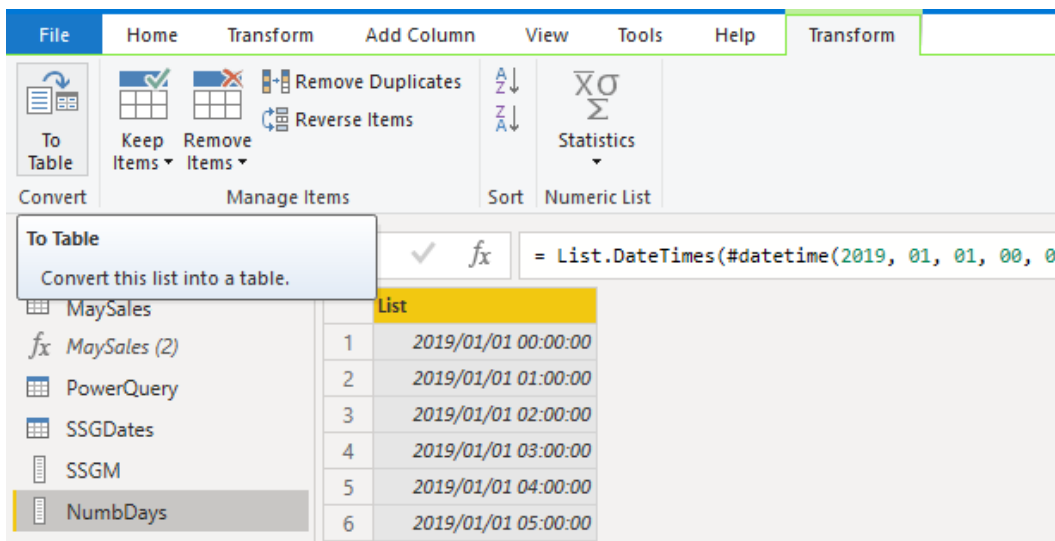 File Home Transform Add Column View Tools Help Transform
Remove Duplicates
Reverse Items
To Table
Keep Items
Remove Items
A Z
Z A
X̅σ Σ
Statistics
Convert Manage Items Sort Numeric List
To Table
Convert this list into a table.
fx = List.DateTimes(#datetime(2019, 01, 01, 00, 0
MaySales
fx MaySales (2)
PowerQuery
SSGDates
SSGM
NumbDays
List
1 2019/01/01 00:00:00
2 2019/01/01 01:00:00
3 2019/01/01 02:00:00
4 2019/01/01 03:00:00
5 2019/01/01 04:00:00
6 2019/01/01 05:00:00